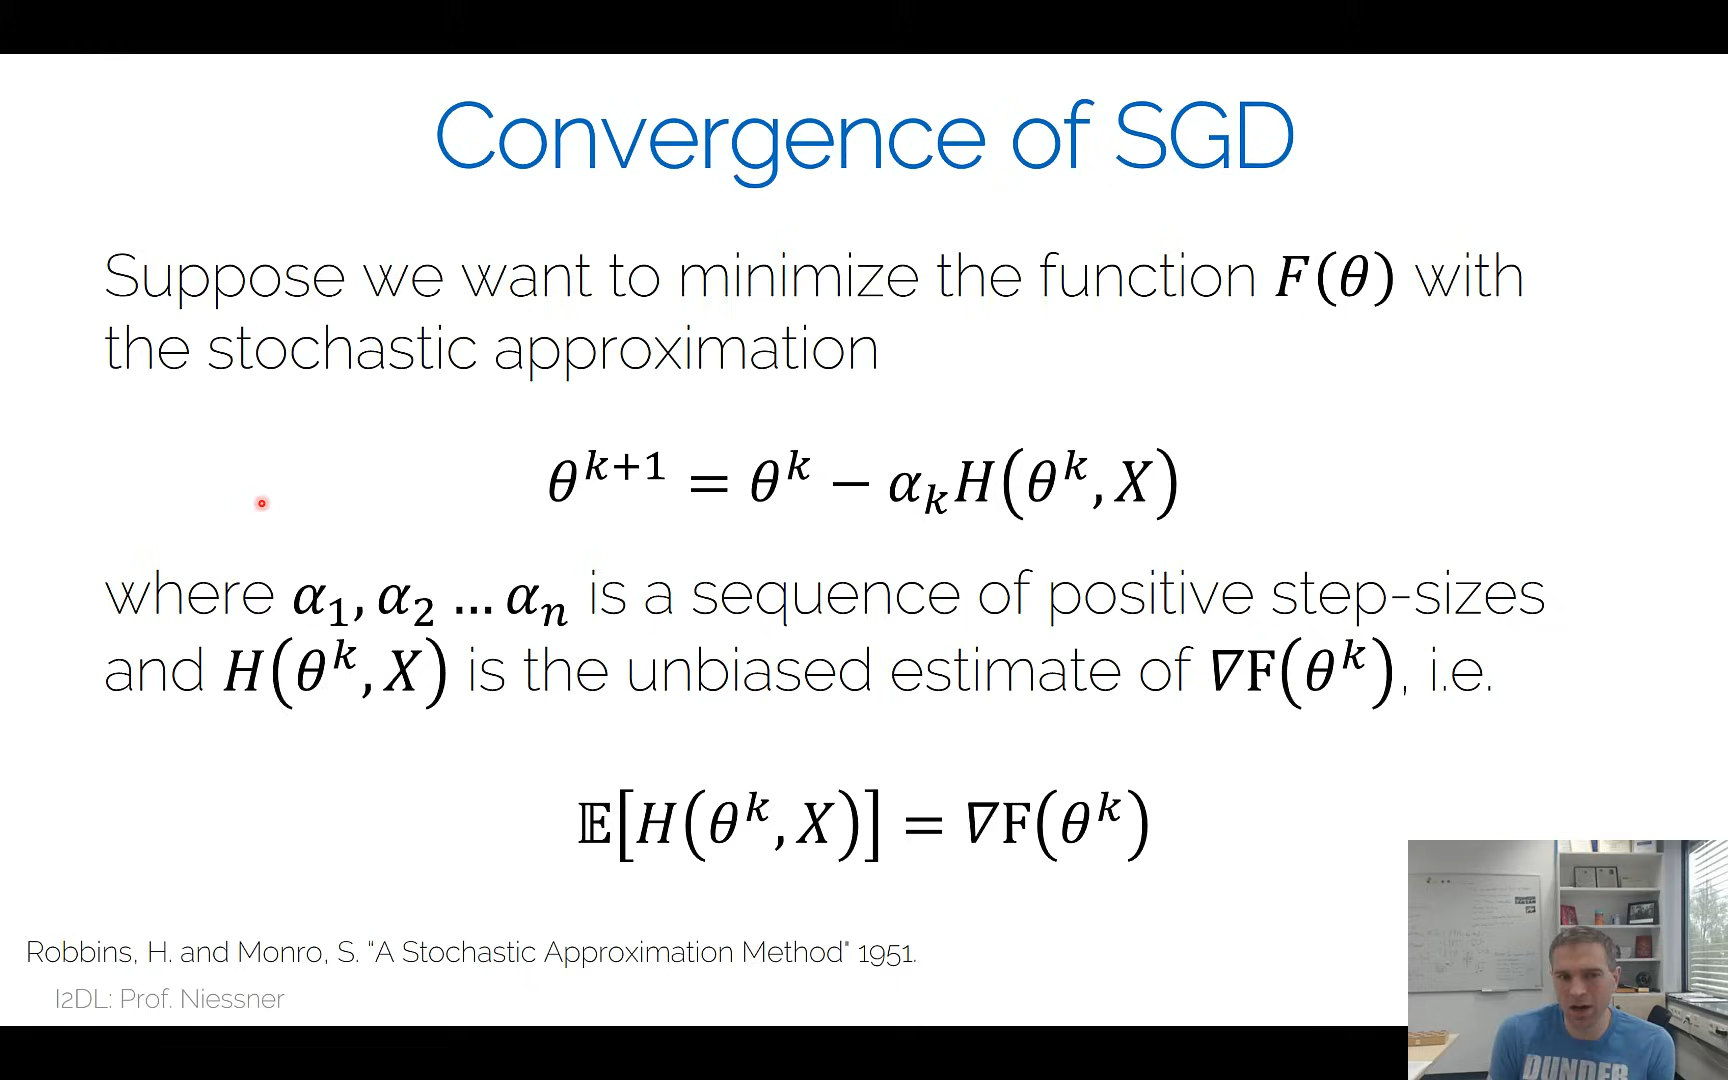 Convergence of SGD
Suppose we want to minimize the function F(θ) with
the stochastic approximation
θ^{k+1} = θ^k − α_k H(θ^k, X)
where α_1, α_2 … α_n is a sequence of positive step-sizes
and H(θ^k, X) is the unbiased estimate of ∇F(θ^k), i.e.
𝔼[H(θ^k, X)] = ∇F(θ^k)
Robbins, H. and Monro, S. “A Stochastic Approximation Method" 1951.
I2DL: Prof. Niessner
DUNDER